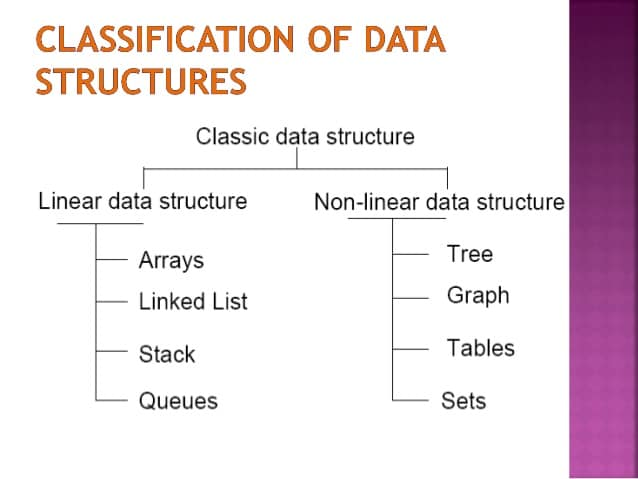 CLASSIFICATION OF DATA
STRUCTURES
Classic data structure
Linear data structure
Arrays
Linked List
Stack
Queues
Non-linear data structure
Tree
Graph
Tables
Sets